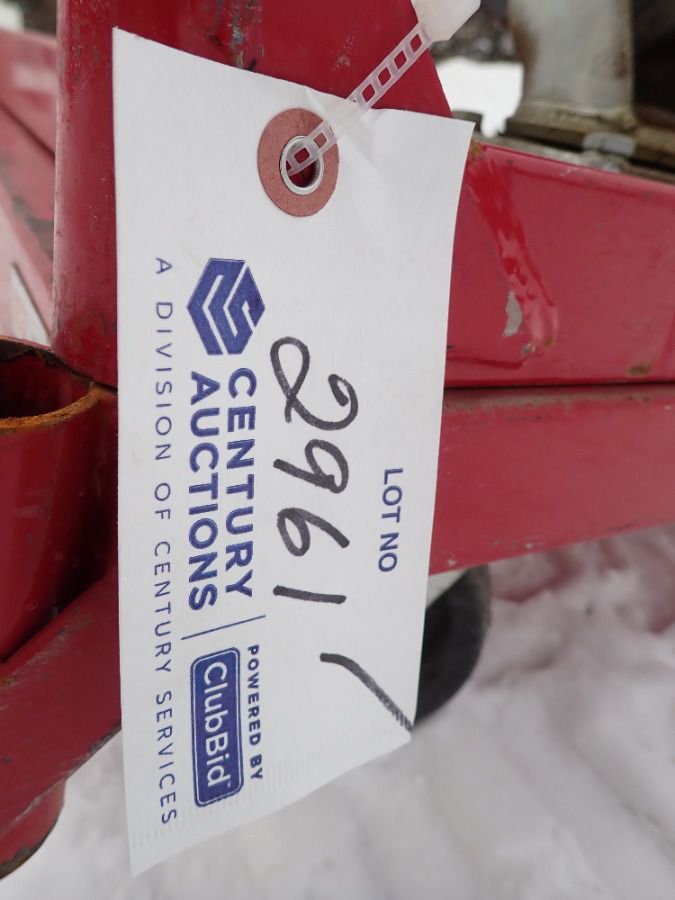 LOT NO
2961
CENTURY
AUCTIONS
POWERED BY
ClubBid
A DIVISION OF CENTURY SERVICES